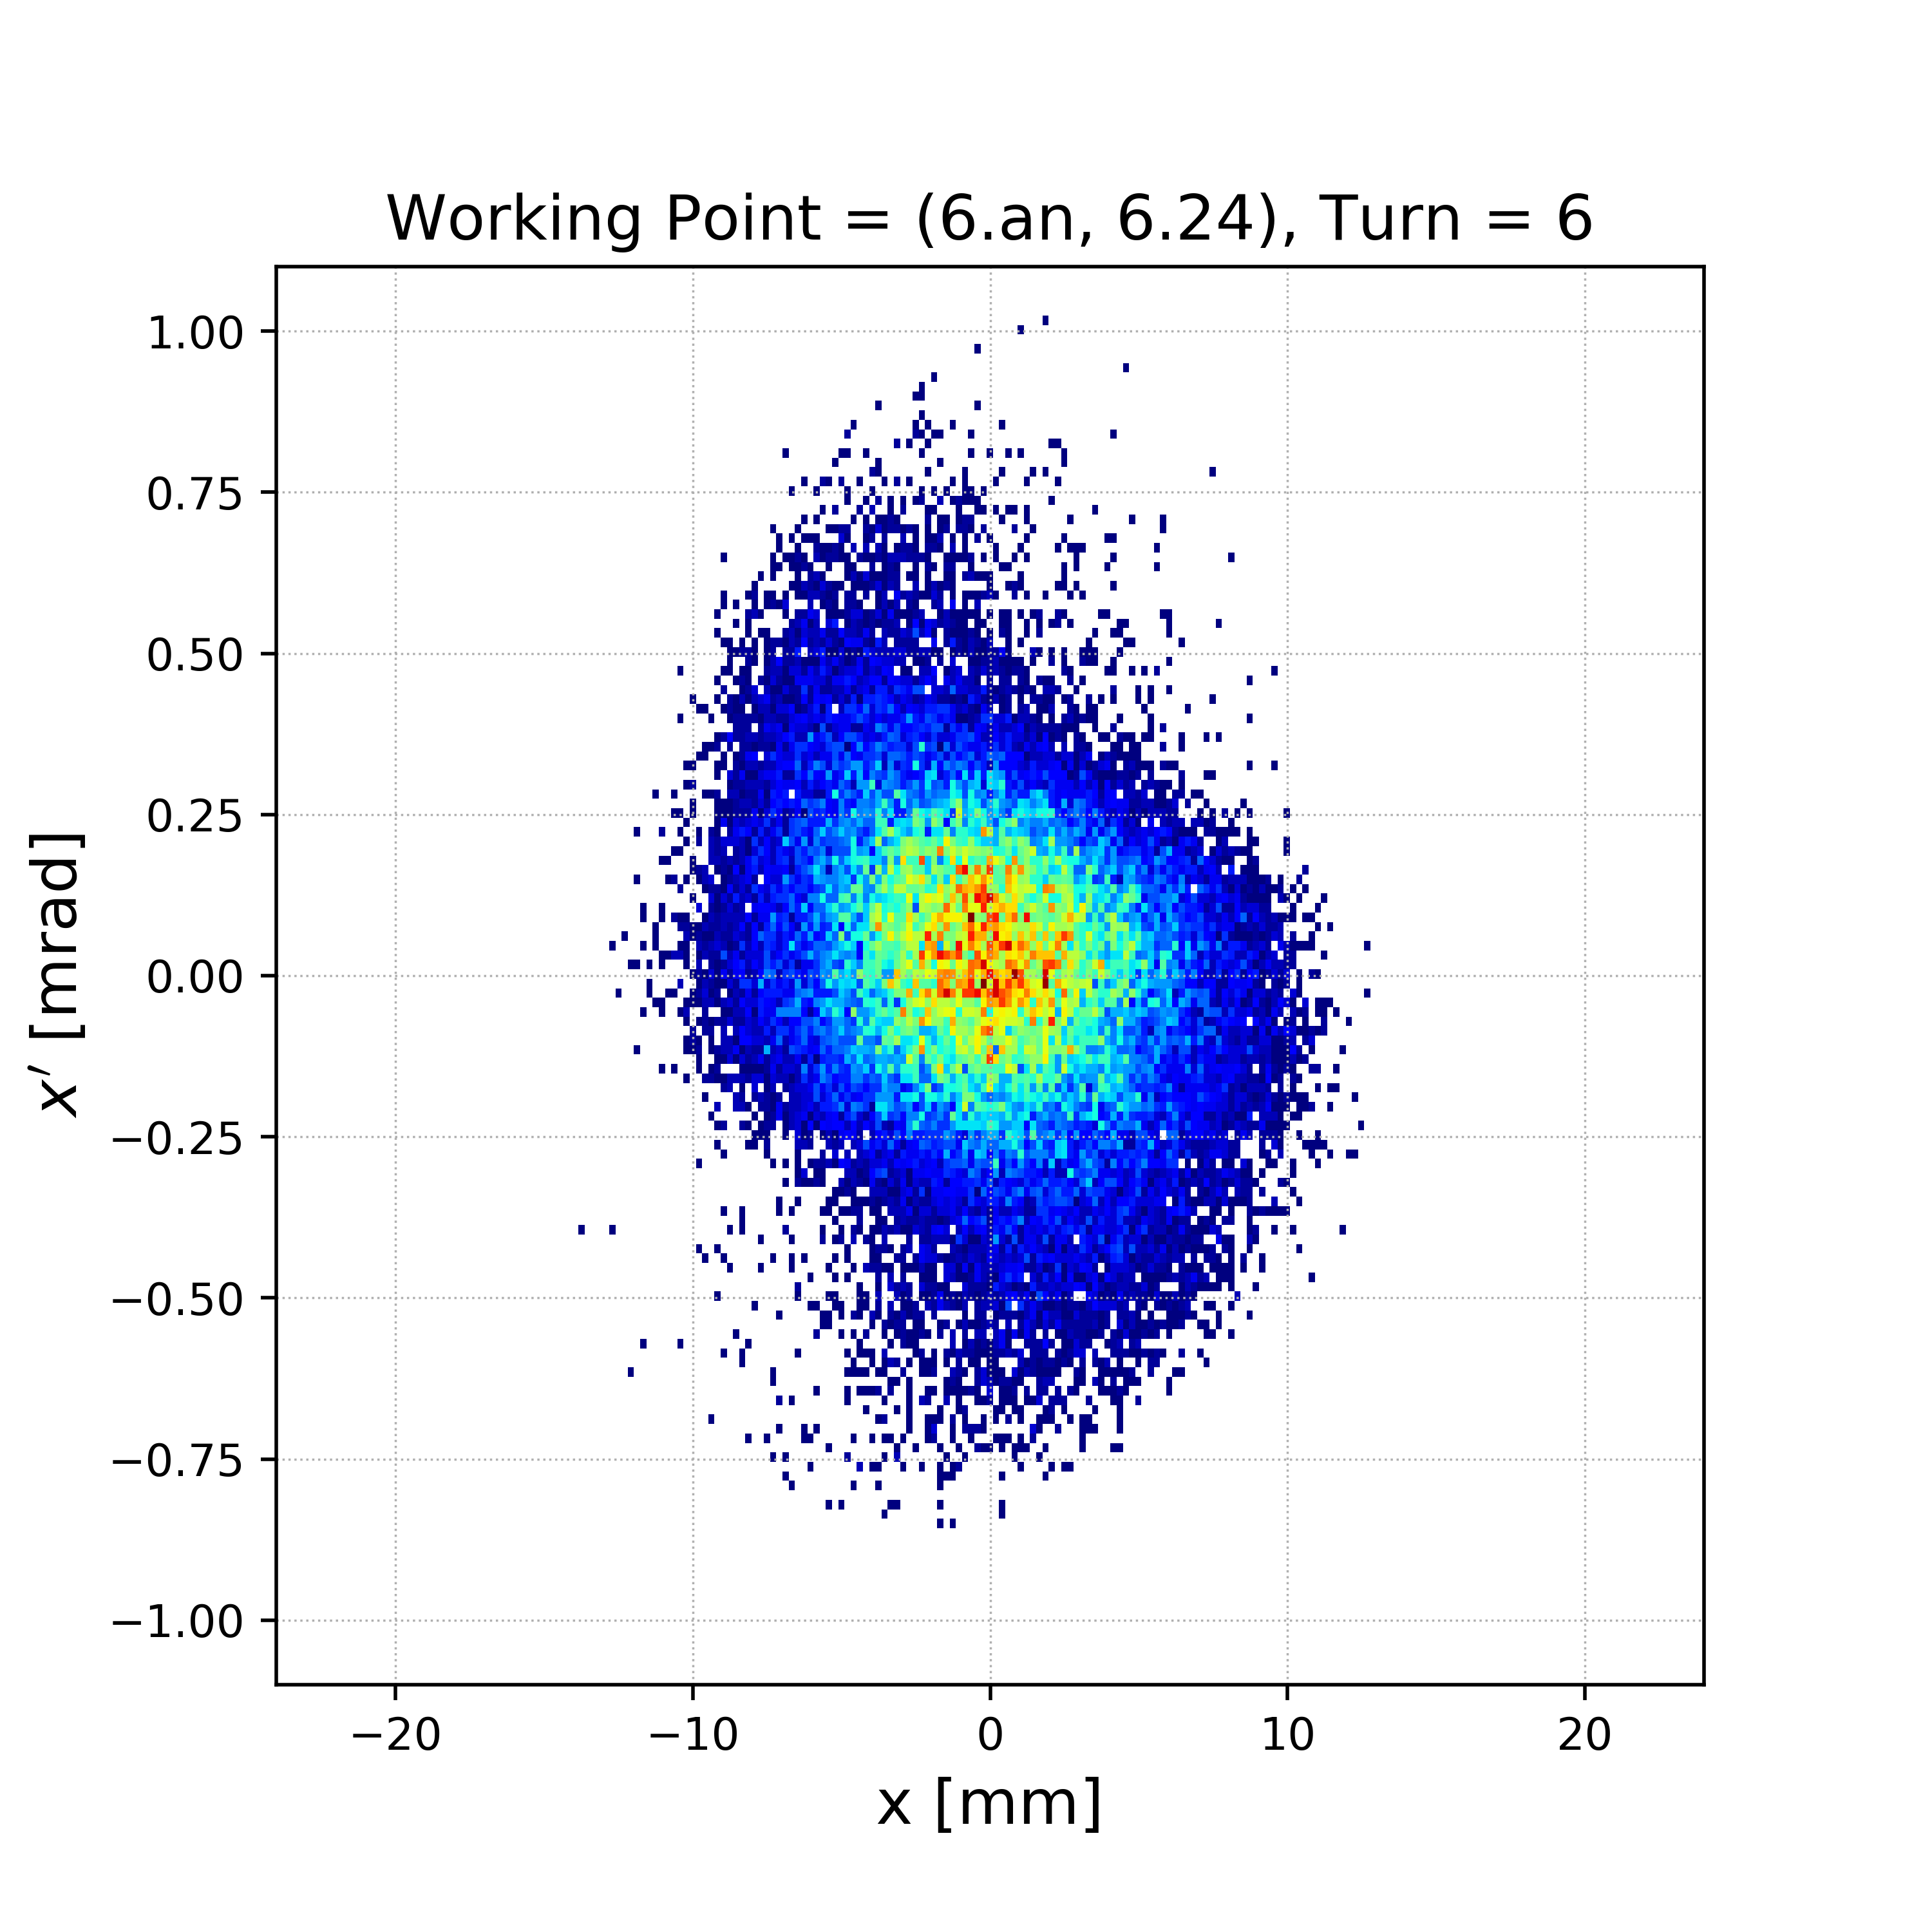 Working Point = (6.an, 6.24), Turn = 6
1.00
0.75
0.50
0.25
0.00
−0.25
−0.50
−0.75
−1.00
x′ [mrad]
−20 −10 0 10 20
x [mm]